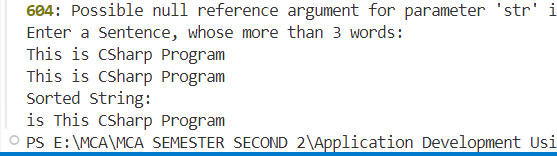 604: Possible null reference argument for parameter 'str' i
Enter a Sentence, whose more than 3 words:
This is CSharp Program
This is CSharp Program
Sorted String:
is This CSharp Program
PS E:\MCA\MCA SEMESTER SECOND 2\Application Development Usi